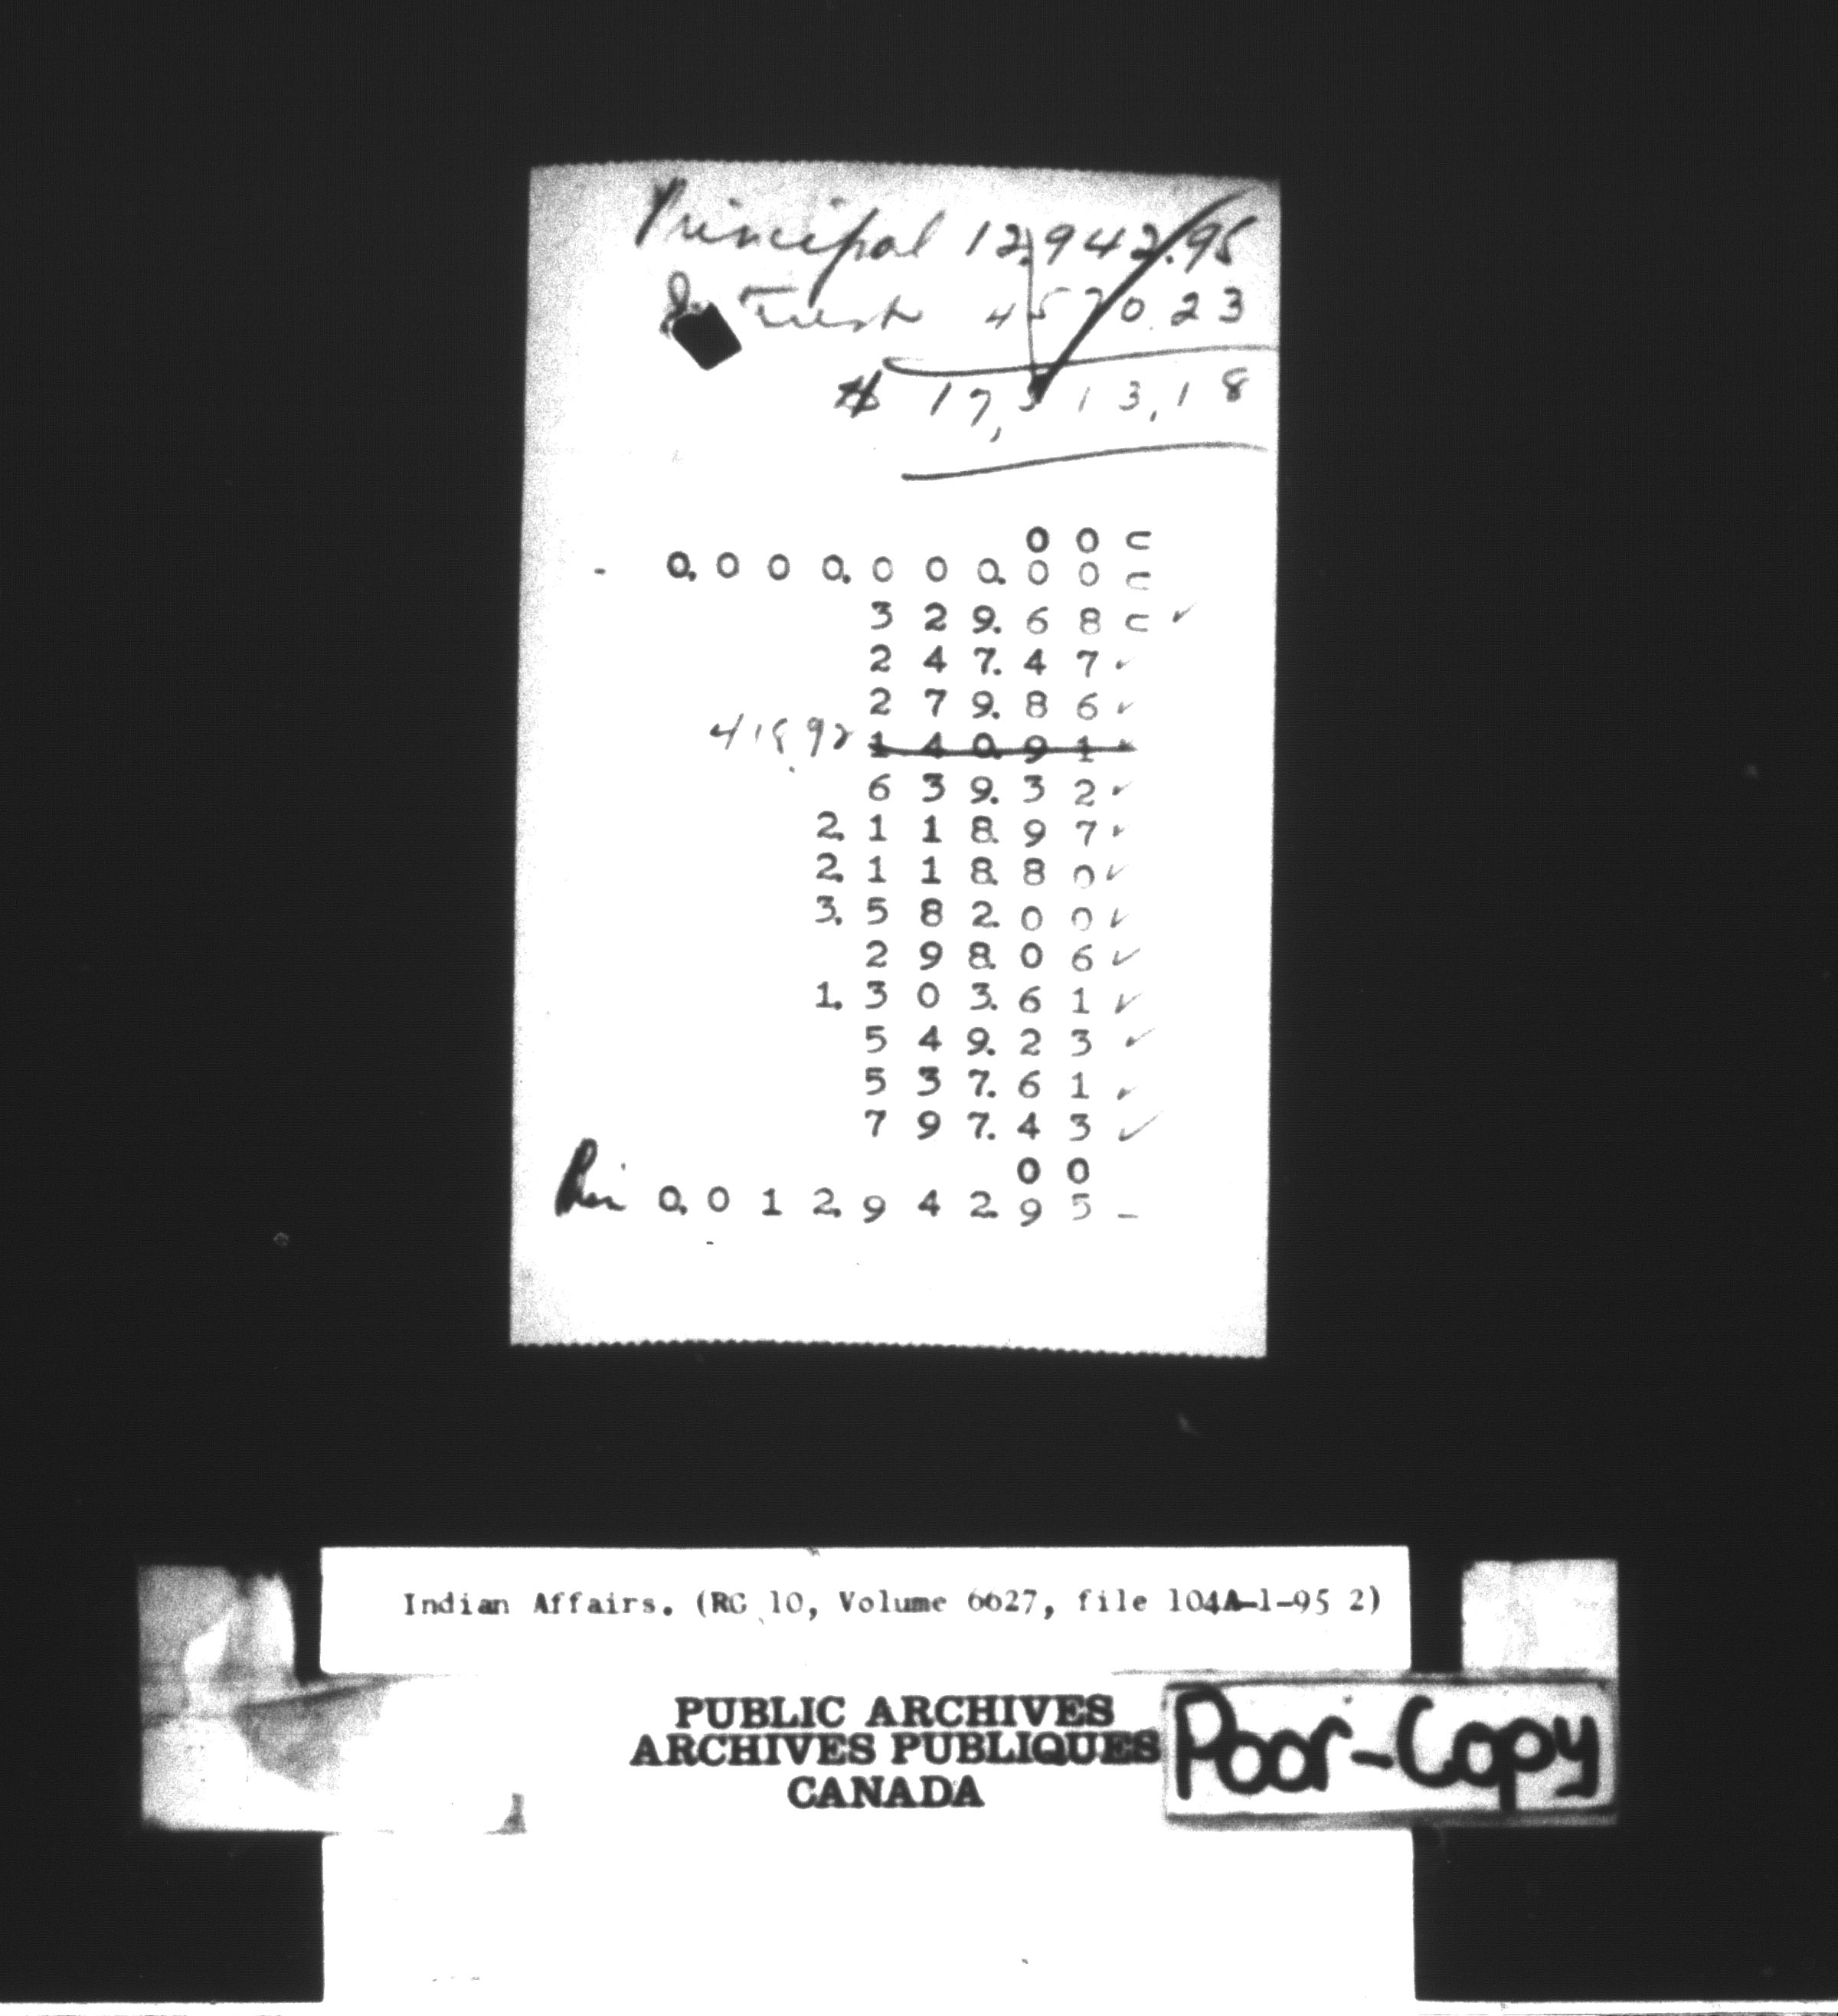 Principal 12,942.95
Interest 4570.23
$ 17,513.18
0 0 c
0,0 0 0,0 0 0.0 0 c
3 2 9.6 8 c ✓
2 4 7.4 7 ✓
2 7 9.8 6 ✓
418.92 1 4 0.9 1 ✓
6 3 9.3 2 ✓
2.1 1 8.9 7 ✓
2.1 1 8.8 0 ✓
3.5 8 2.0 0 ✓
2 9 8.0 6 ✓
1.3 0 3.6 1 ✓
5 4 9.2 3 ✓
5 3 7.6 1 ✓
7 9 7.4 3 ✓
0 0
0,0 1 2.9 4 2.9 5 -
Indian Affairs. (RG 10, Volume 6627, file 104A-1-95 2)
PUBLIC ARCHIVES
ARCHIVES PUBLIQUES
CANADA
Poor-Copy